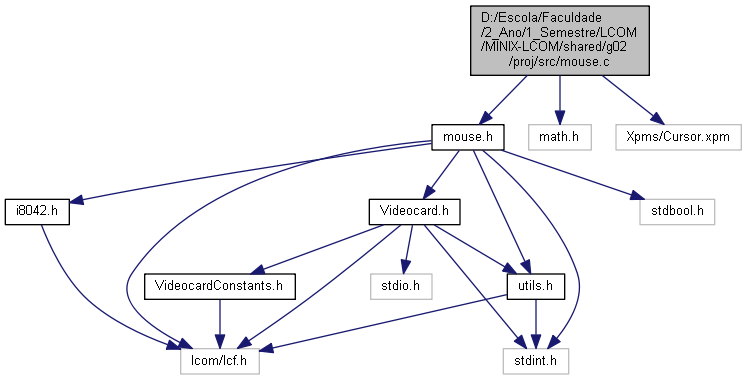 D:/Escola/Faculdade
/2_Ano/1_Semestre/LCOM
/MINIX-LCOM/shared/g02
/proj/src/mouse.c
mouse.h
math.h
Xpms/Cursor.xpm
i8042.h
Videocard.h
stdbool.h
VideocardConstants.h
stdio.h
utils.h
lcom/lcf.h
stdint.h